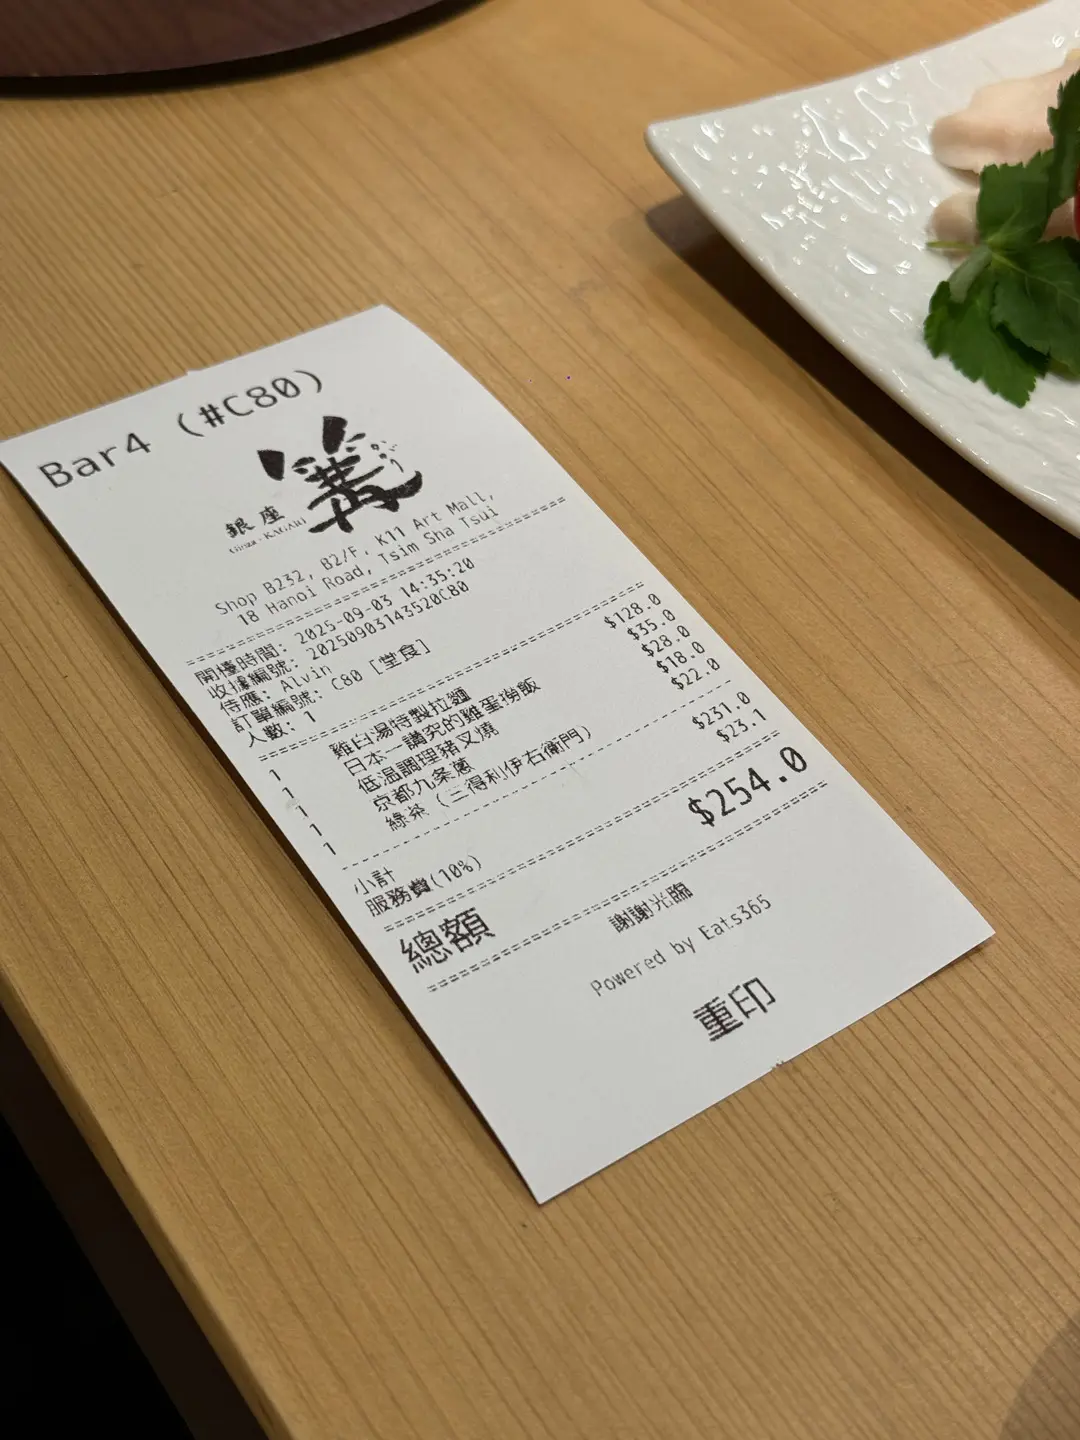 Bar4 (#C80)
篝
かがり
銀座
Ginza · KAGARI
Shop B232, B2/F, K11 Art Mall,
18 Hanoi Road, Tsim Sha Tsui
開檯時間: 2025-09-03 14:35:20
收據編號: 20250903143520C80
侍應: Alvin
訂單編號: C80 [堂食]
人數: 1
1 雞白湯特製拉麵 $128.0
1 日本一講究的雞蛋撈飯 $35.0
1 低温調理豬叉燒 $28.0
1 京都九条蔥 $18.0
1 綠茶 (三得利伊右衛門) $22.0
小計 $231.0
服務費(10%) $23.1
總額 $254.0
謝謝光臨
Powered by Eats365
重印